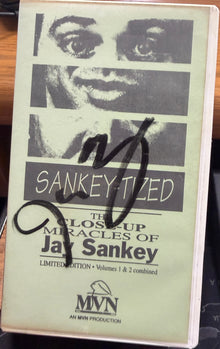 SANKEY-TIZED
THE
CLOSE-UP
MIRACLES OF
Jay Sankey
LIMITED EDITION • Volumes 1 & 2 combined
MVN
AN MVN PRODUCTION